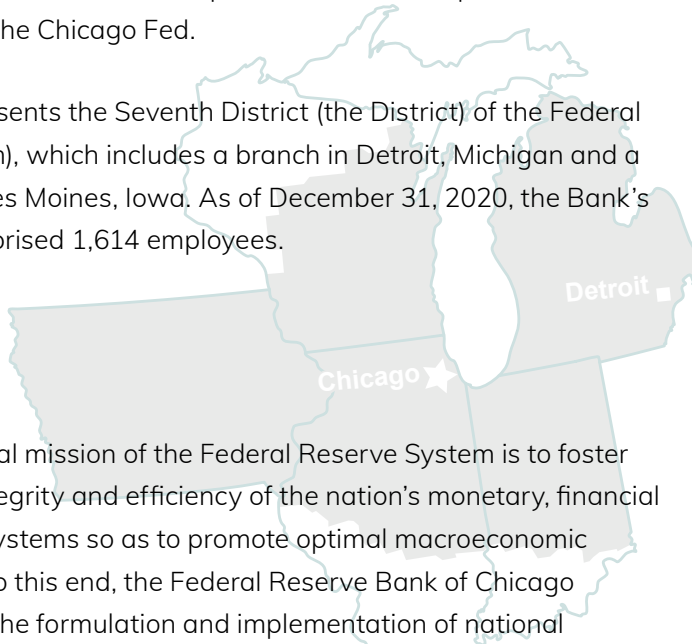 he Chicago Fed.
sents the Seventh District (the District) of the Federal
), which includes a branch in Detroit, Michigan and a
es Moines, Iowa. As of December 31, 2020, the Bank’s
prised 1,614 employees.
Detroit
Chicago
al mission of the Federal Reserve System is to foster
egrity and efficiency of the nation’s monetary, financial
ystems so as to promote optimal macroeconomic
o this end, the Federal Reserve Bank of Chicago
he formulation and implementation of national